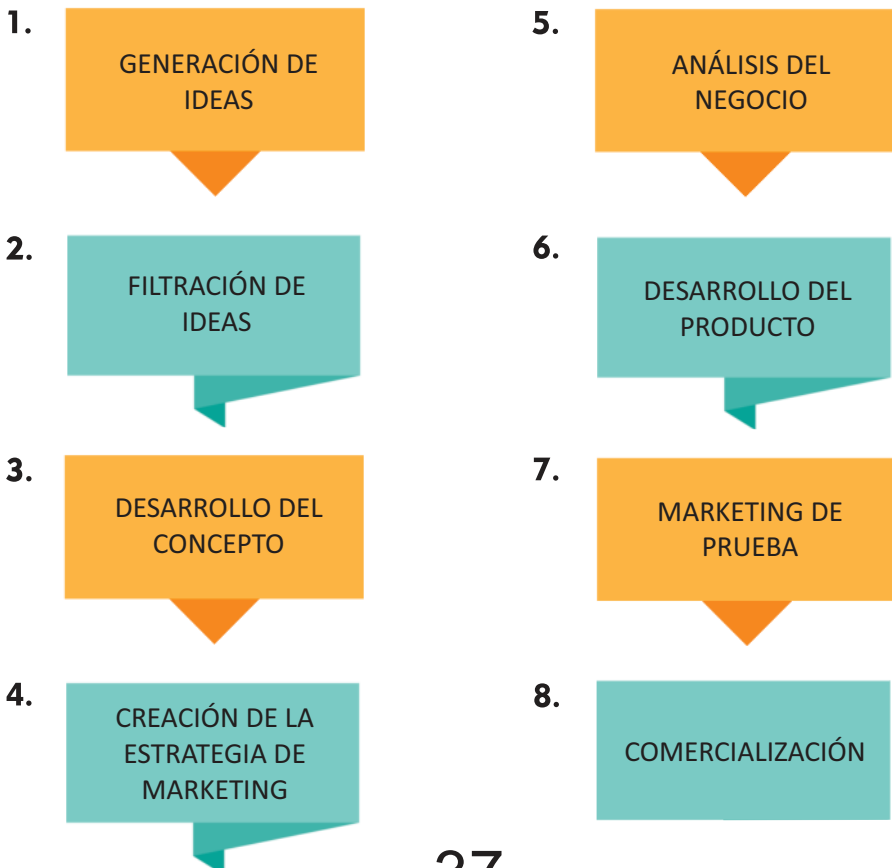 1.
GENERACIÓN DE
IDEAS
2.
FILTRACIÓN DE
IDEAS
3.
DESARROLLO DEL
CONCEPTO
4.
CREACIÓN DE LA
ESTRATEGIA DE
MARKETING
5.
ANÁLISIS DEL
NEGOCIO
6.
DESARROLLO DEL
PRODUCTO
7.
MARKETING DE
PRUEBA
8.
COMERCIALIZACIÓN